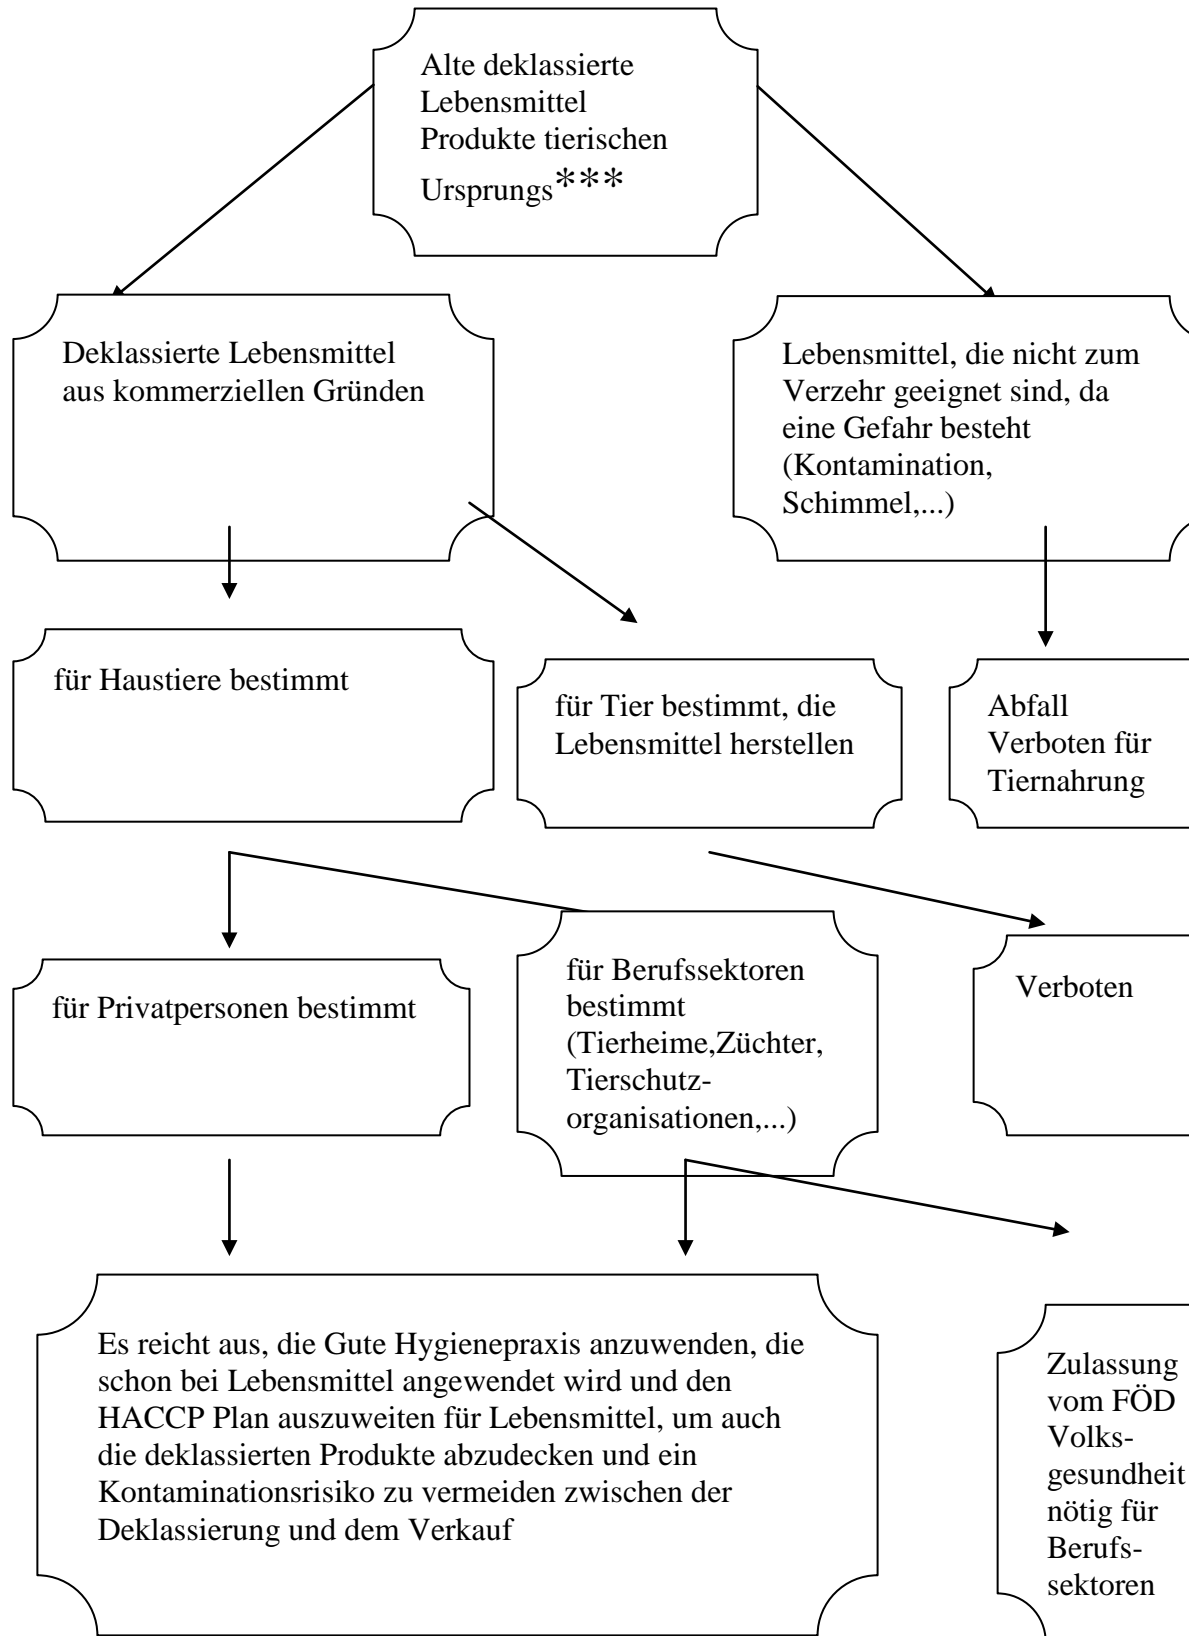 Alte deklassierte
Lebensmittel
Produkte tierischen
Ursprungs***
Deklassierte Lebensmittel
aus kommerziellen Gründen
Lebensmittel, die nicht zum
Verzehr geeignet sind, da
eine Gefahr besteht
(Kontamination,
Schimmel,...)
für Haustiere bestimmt
für Tier bestimmt, die
Lebensmittel herstellen
Abfall
Verboten für
Tiernahrung
für Privatpersonen bestimmt
für Berufssektoren
bestimmt
(Tierheime,Züchter,
Tierschutz-
organisationen,...)
Verboten
Es reicht aus, die Gute Hygienepraxis anzuwenden, die
schon bei Lebensmittel angewendet wird und den
HACCP Plan auszuweiten für Lebensmittel, um auch
die deklassierten Produkte abzudecken und ein
Kontaminationsrisiko zu vermeiden zwischen der
Deklassierung und dem Verkauf
Zulassung
vom FÖD
Volks-
gesundheit
nötig für
Berufs-
sektoren